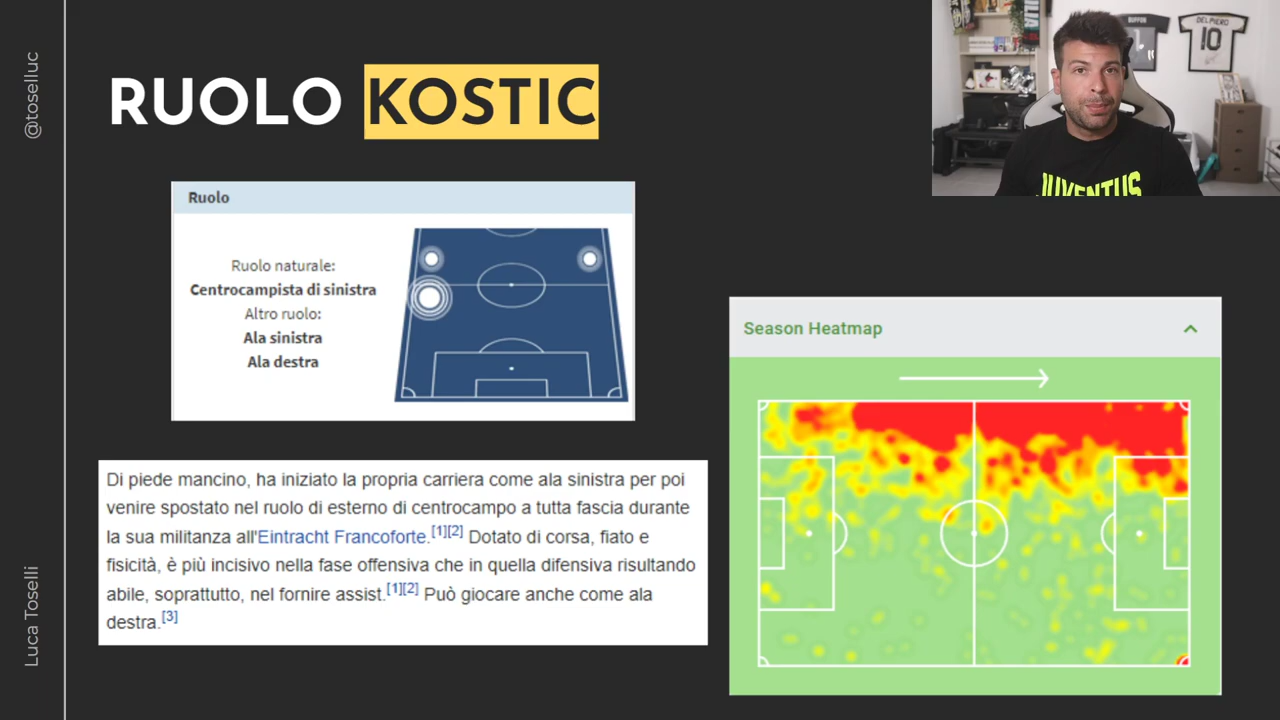 @toselluc
Luca Toselli
RUOLO KOSTIC
Ruolo
Ruolo naturale:
Centrocampista di sinistra
Altro ruolo:
Ala sinistra
Ala destra
Di piede mancino, ha iniziato la propria carriera come ala sinistra per poi
venire spostato nel ruolo di esterno di centrocampo a tutta fascia durante
la sua militanza all'Eintracht Francoforte.[1][2] Dotato di corsa, fiato e
fisicità, è più incisivo nella fase offensiva che in quella difensiva risultando
abile, soprattutto, nel fornire assist.[1][2] Può giocare anche come ala
destra.[3]
Season Heatmap
BUFFON
DEL PIERO
10
JUVENTUS